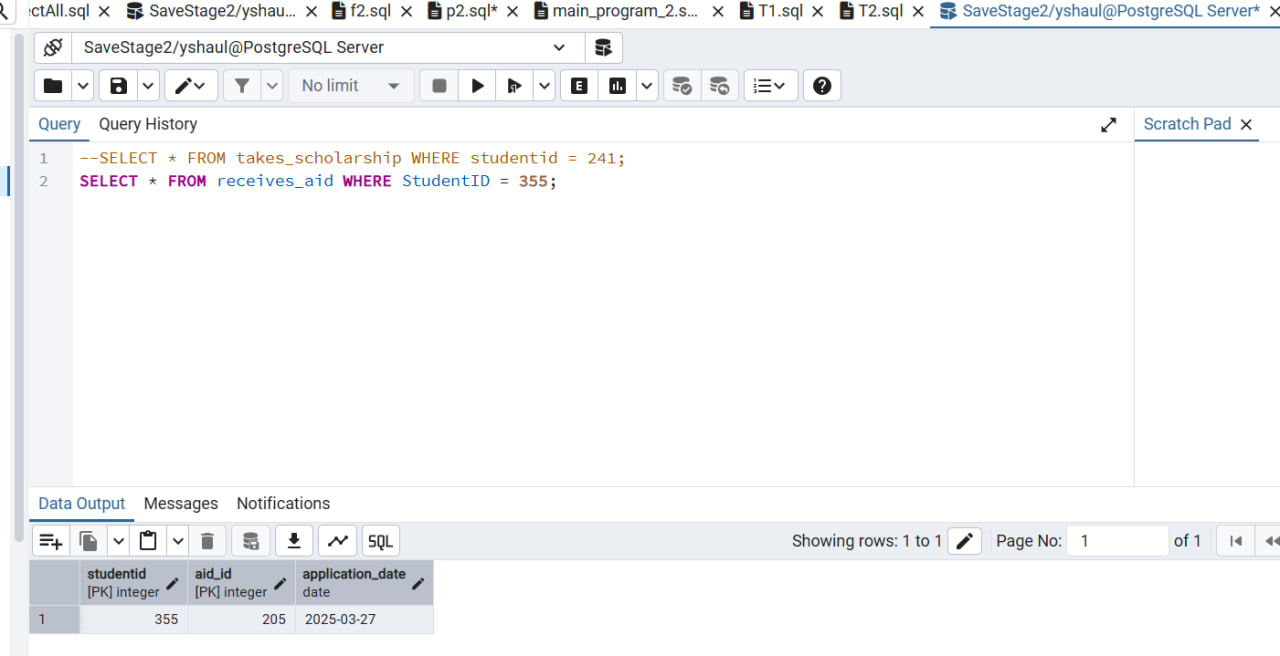 ectAll.sql SaveStage2/yshau... f2.sql p2.sql* main_program_2.s... T1.sql T2.sql SaveStage2/yshaul@PostgreSQL Server*
SaveStage2/yshaul@PostgreSQL Server
No limit E
Query Query History Scratch Pad
1 --SELECT * FROM takes_scholarship WHERE studentid = 241;
2 SELECT * FROM receives_aid WHERE StudentID = 355;
Data Output Messages Notifications
SQL Showing rows: 1 to 1 Page No: 1 of 1
studentid aid_id application_date
[PK] integer [PK] integer date
1 355 205 2025-03-27